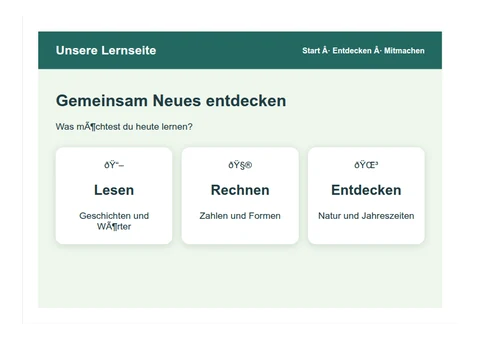 Unsere Lernseite
Start Â· Entdecken Â· Mitmachen
Gemeinsam Neues entdecken
Was mÃ¶chtest du heute lernen?
ðŸ“–
Lesen
Geschichten und
WÃ¶rter
ðŸ§®
Rechnen
Zahlen und Formen
ðŸŒ³
Entdecken
Natur und Jahreszeiten